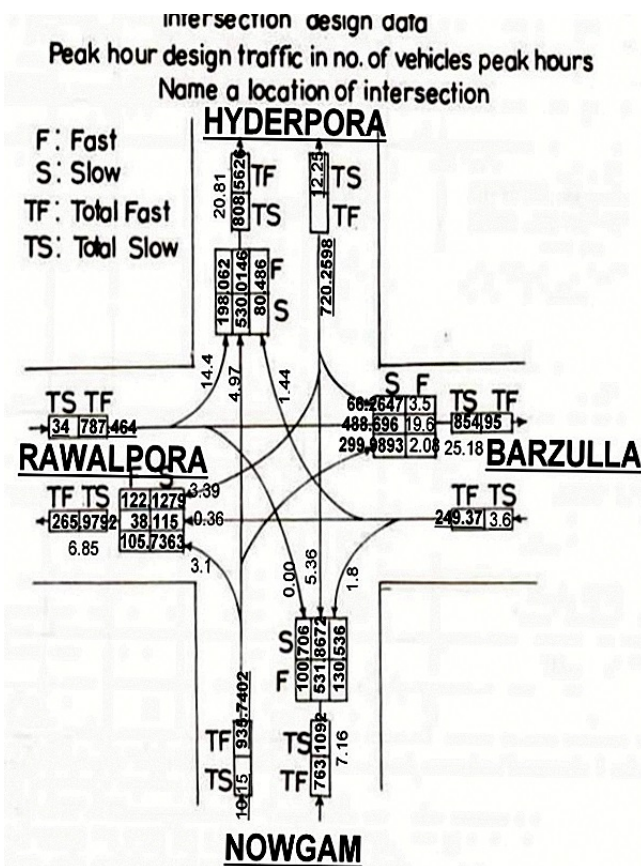 Intersection design data
Peak hour design traffic in no. of vehicles peak hours
Name a location of intersection
HYDERPORA
F: Fast
S: Slow
TF: Total Fast
TS: Total Slow
20.81
808.5626
TF
TS
12.25
TS
TF
198.062
530.0146
80.486
F
S
720.2598
14.4
4.97
1.44
TS TF
34 787.464
S F
66.2647 3.5
488.696 19.6
299.9893 2.08
TS TF
854.95
25.18
RAWALPORA
BARZULLA
S
122.1279
38.115
105.7363
3.39
0.36
3.1
TF TS
265.9792
6.85
TF TS
249.37 3.6
0.00
5.36
1.8
S
F
100.706
531.8672
130.536
TF
TS
935.7402
10.15
TS
TF
763.1092
7.16
NOWGAM